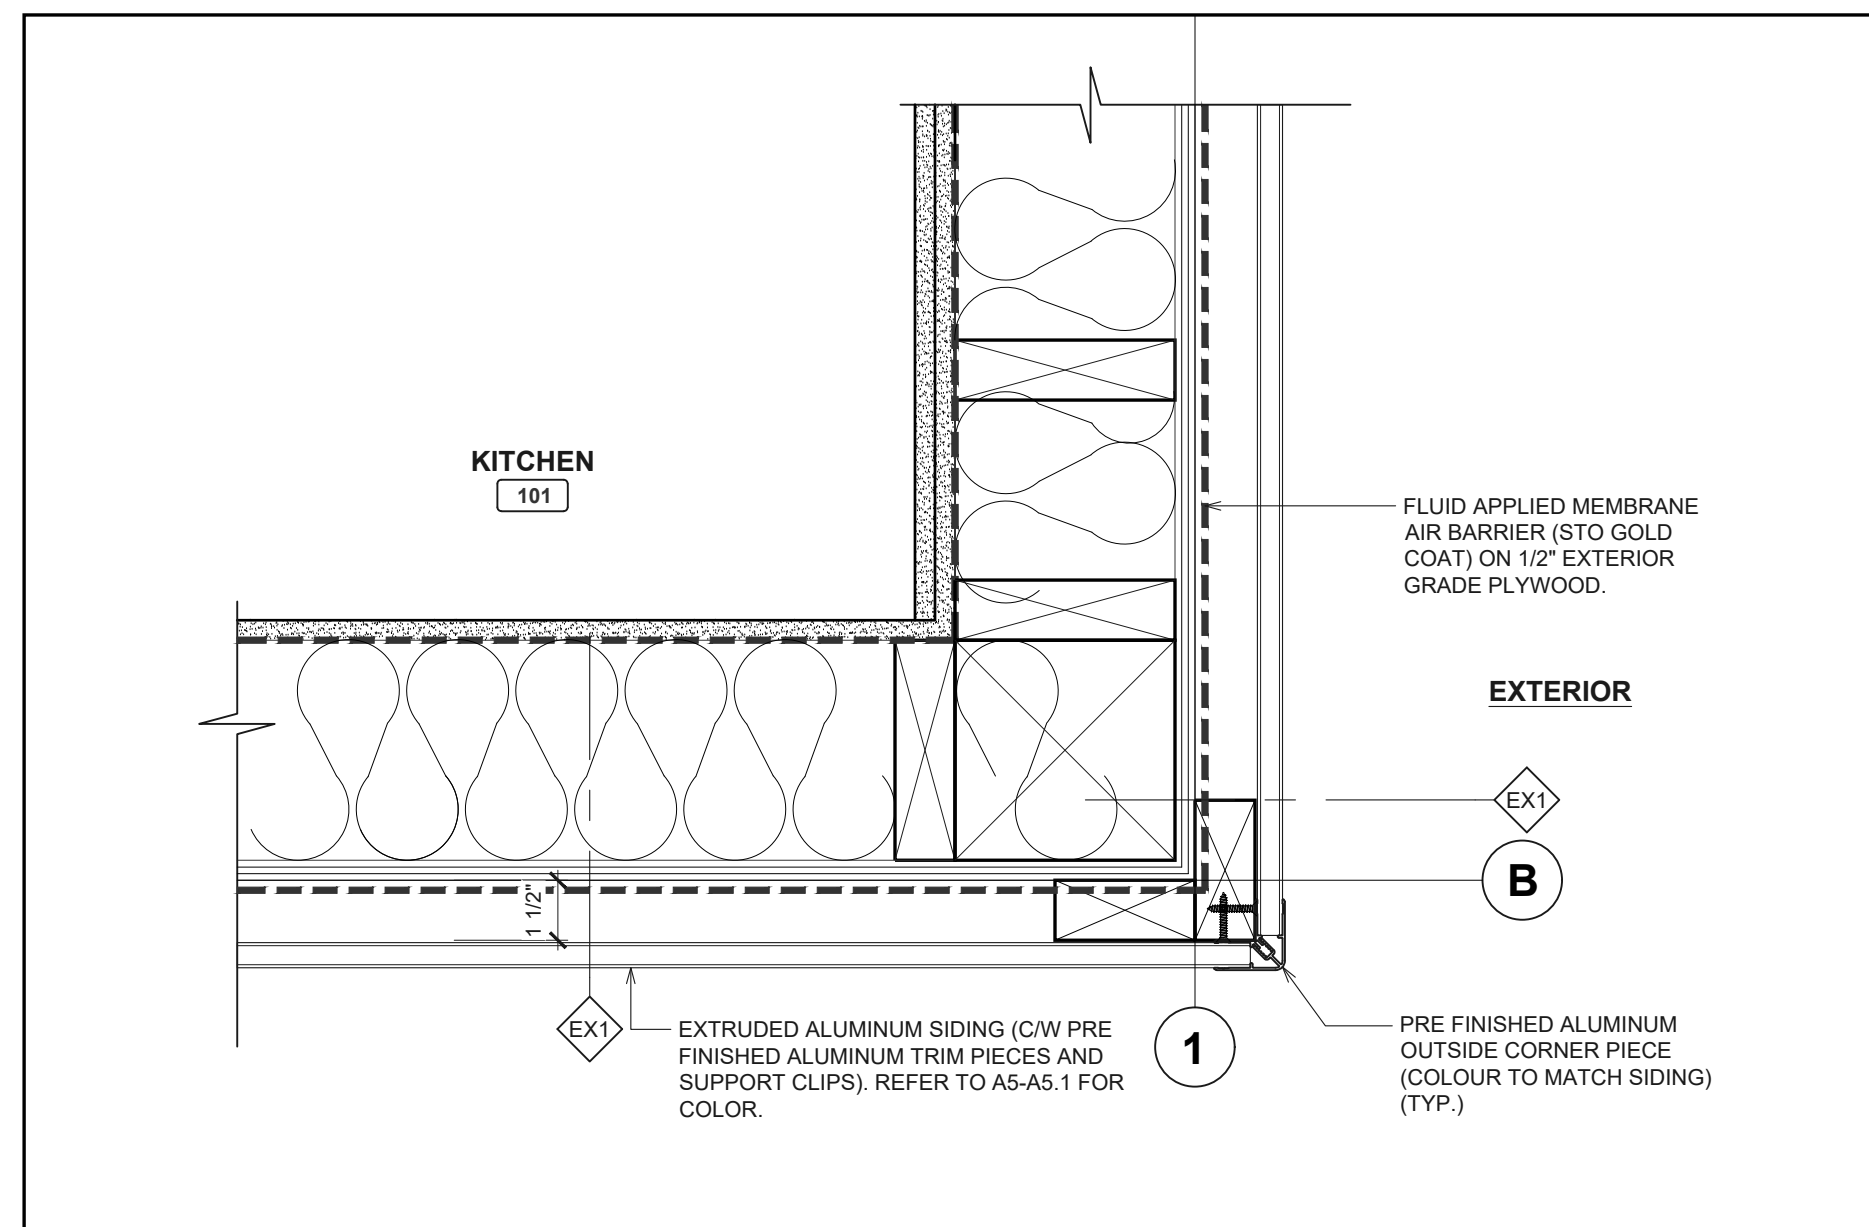 KITCHEN
101
FLUID APPLIED MEMBRANE
AIR BARRIER (STO GOLD
COAT) ON 1/2" EXTERIOR
GRADE PLYWOOD.
EXTERIOR
EX1
B
1 1/2"
EX1
EXTRUDED ALUMINUM SIDING (C/W PRE
FINISHED ALUMINUM TRIM PIECES AND
SUPPORT CLIPS). REFER TO A5-A5.1 FOR
COLOR.
1
PRE FINISHED ALUMINUM
OUTSIDE CORNER PIECE
(COLOUR TO MATCH SIDING)
(TYP.)